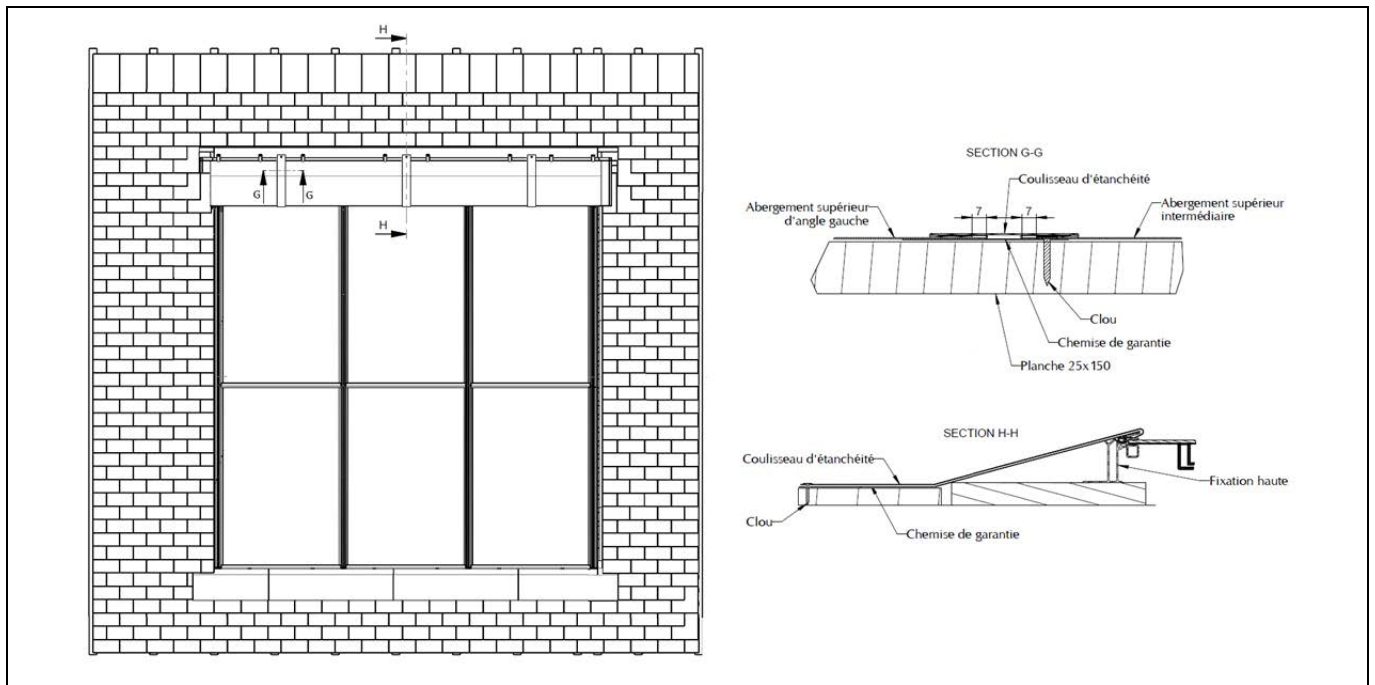 H
G
G
H
SECTION G-G
Coulisseau d'étanchéité
Abergement supérieur
d'angle gauche
7
7
Abergement supérieur
intermédiaire
Clou
Chemise de garantie
Planche 25x150
SECTION H-H
Coulisseau d'étanchéité
Fixation haute
Clou
Chemise de garantie